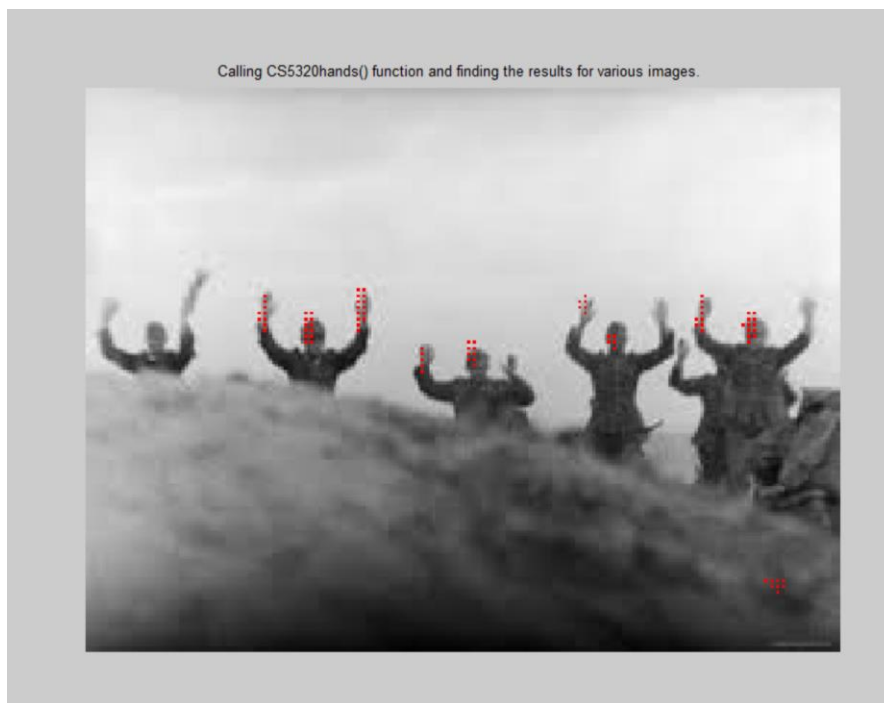 Calling CS5320hands() function and finding the results for various images.